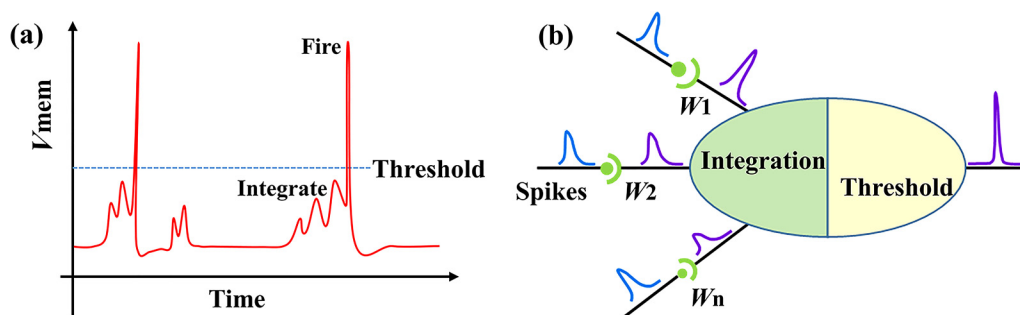 (a)
Vmem
Fire
Threshold
Integrate
Time
(b)
W1
Integration
Threshold
Spikes
W2
Wn